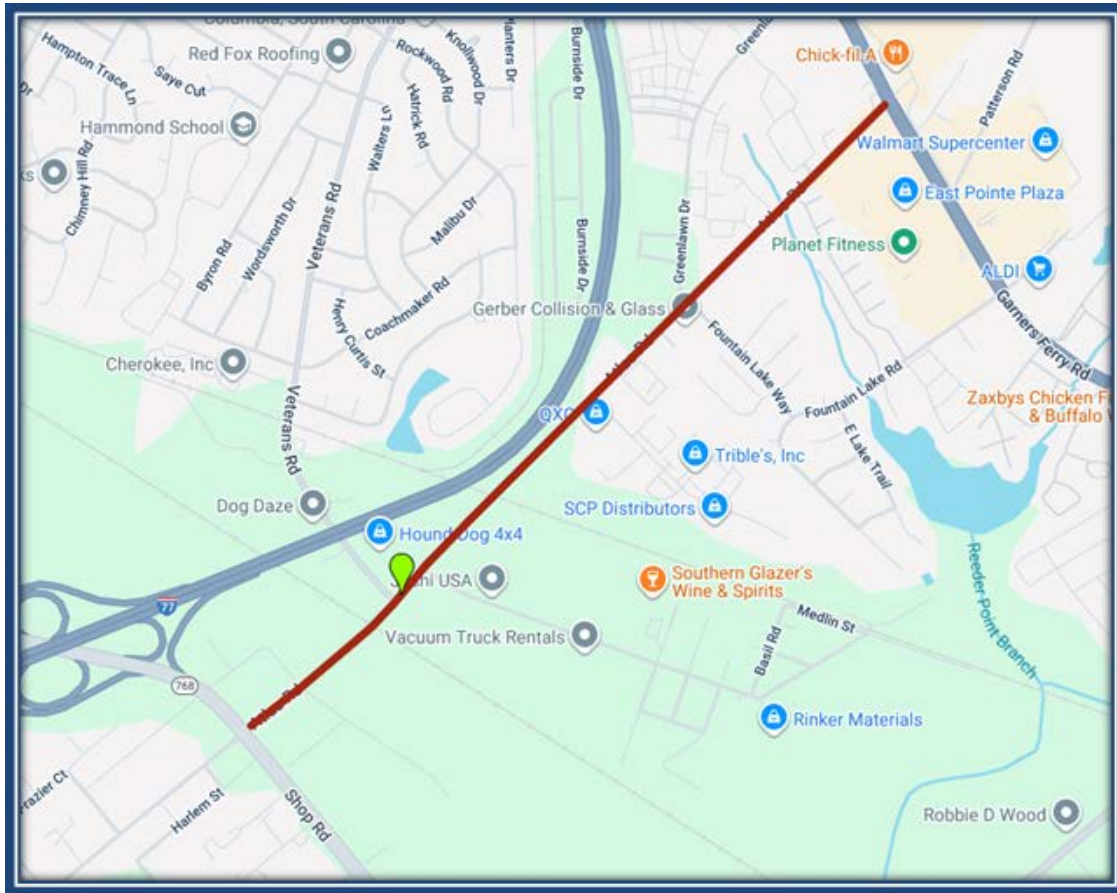 Columbia, South Carolina
Red Fox Roofing
Hampton Trace Ln
Saye Cut
Hammond School
Chimney Hill Rd
Dr
ks
Byron Rd
Wordsworth Dr
Veterans Rd
Walters Ln
Hatrick Rd
Rockwood Rd
Knollwood Dr
Planters Dr
Malibu Dr
Coachmaker Rd
Henry Curtis St
Cherokee, Inc
Burnside Dr
Burnside Dr
Greenlawn Dr
Chick-fil-A
Patterson Rd
Walmart Supercenter
East Pointe Plaza
Planet Fitness
ALDI
Garners Ferry Rd
Gerber Collision & Glass
Fountain Lake Way
Fountain Lake Rd
Zaxbys Chicken F
& Buffalo
E Lake Trail
Trible's, Inc
SCP Distributors
Veterans Rd
Dog Daze
Hound Dog 4x4
77
USA
Southern Glazer's
Wine & Spirits
Vacuum Truck Rentals
Medlin St
Basil Rd
Reeder Point Branch
Rinker Materials
768
Frazier Ct
Harlem St
Shop Rd
Robbie D Wood